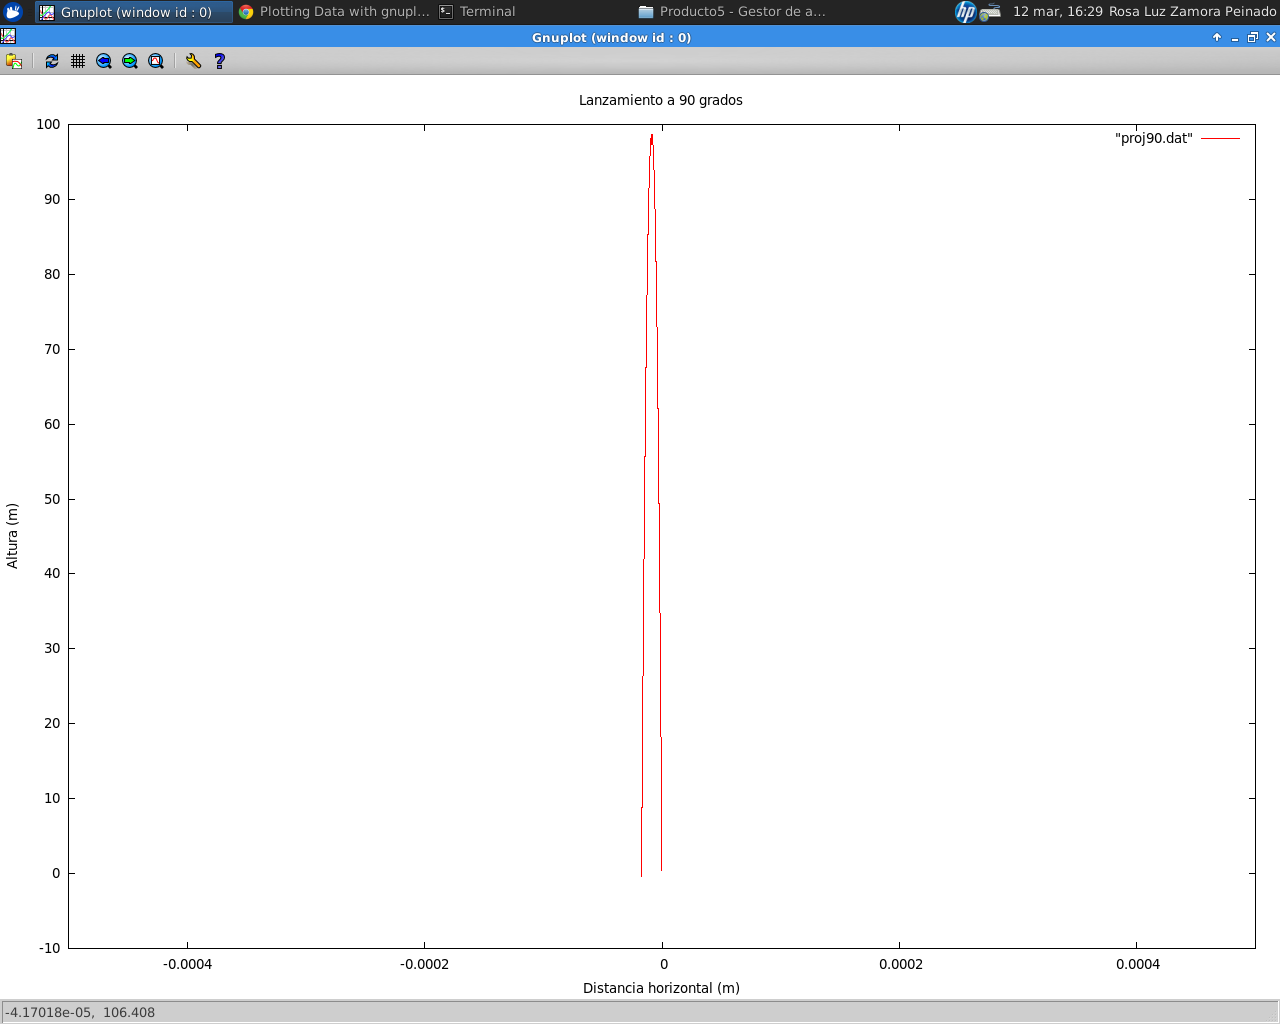 Gnuplot (window id : 0)
Plotting Data with gnupl...
Terminal
Producto5 - Gestor de a...
hp
12 mar, 16:29
Rosa Luz Zamora Peinado
Gnuplot (window id : 0)
?
Lanzamiento a 90 grados
"proj90.dat"
100
90
80
70
60
50
40
30
20
10
0
-10
Altura (m)
-0.0004
-0.0002
0
0.0002
0.0004
Distancia horizontal (m)
-4.17018e-05, 106.408